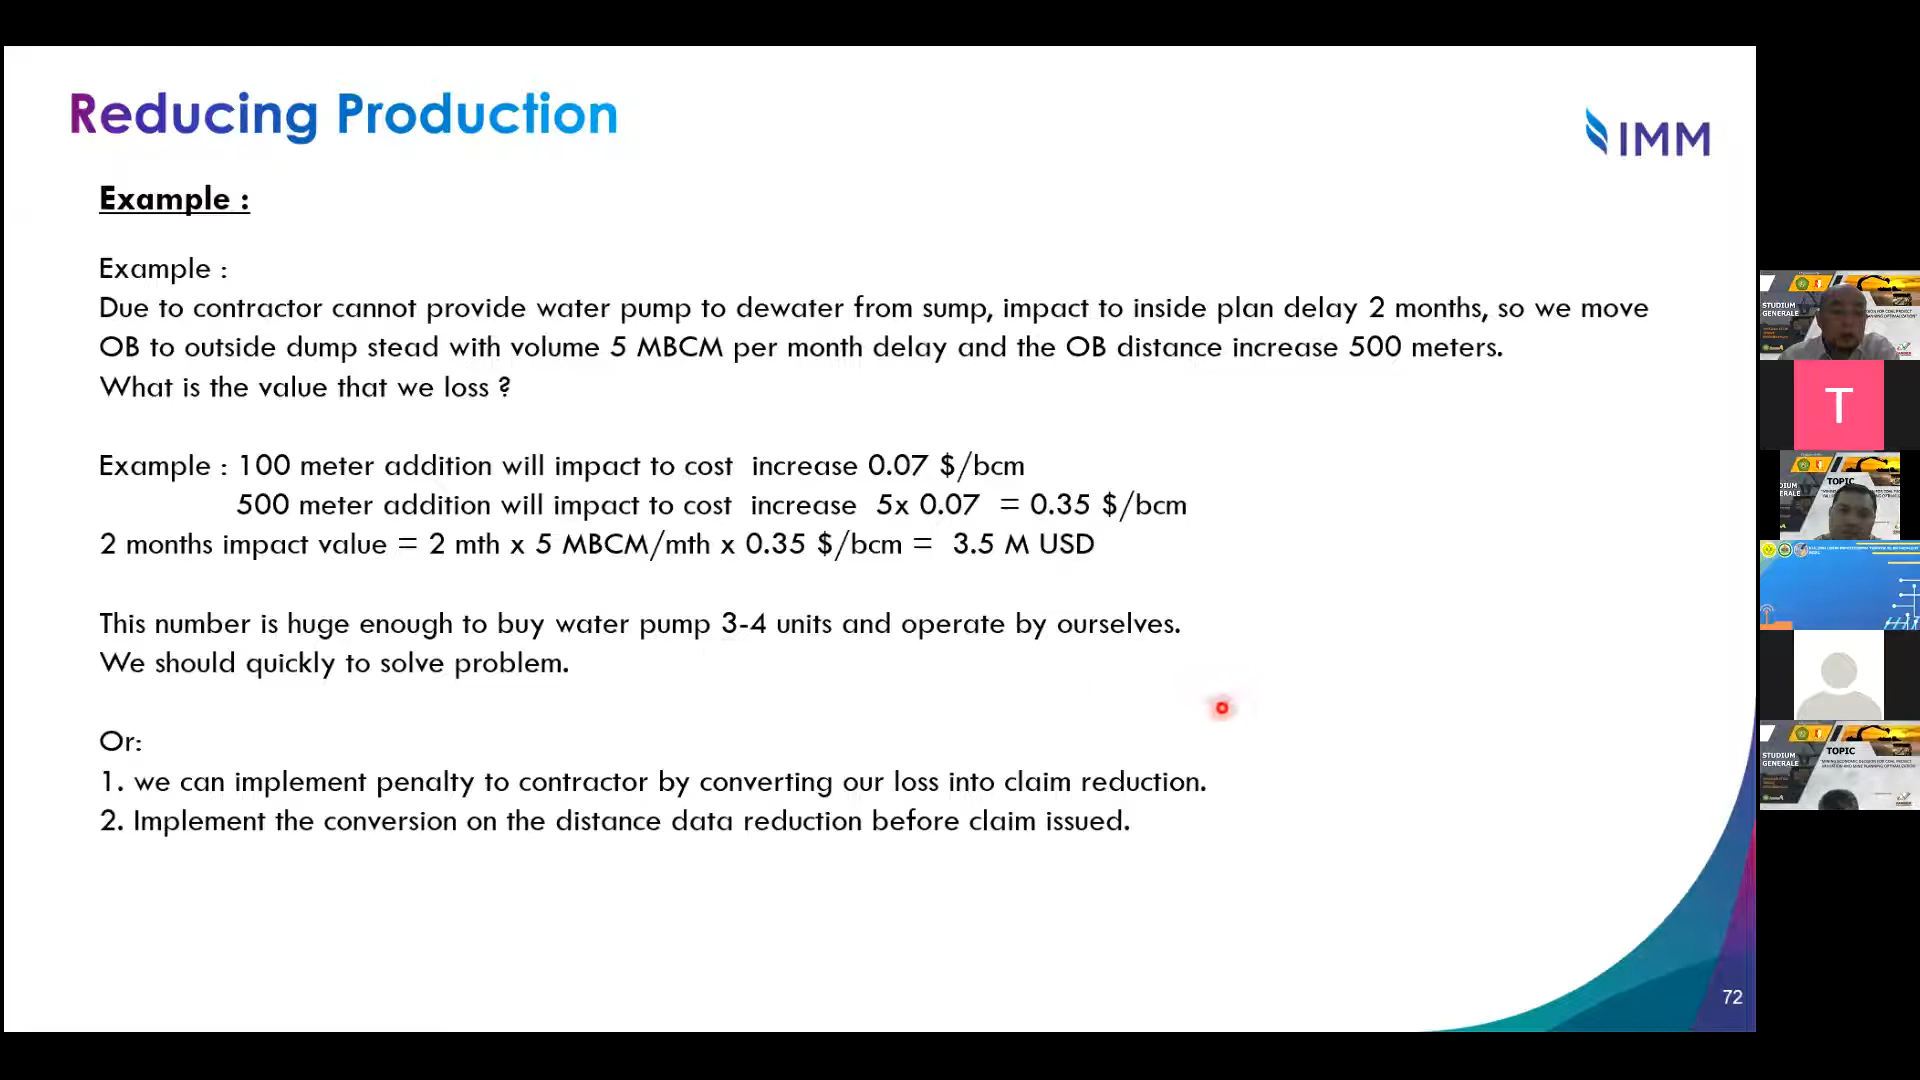 Reducing Production
IMM
Example :
Example :
Due to contractor cannot provide water pump to dewater from sump, impact to inside plan delay 2 months, so we move
OB to outside dump stead with volume 5 MBCM per month delay and the OB distance increase 500 meters.
What is the value that we loss ?
Example : 100 meter addition will impact to cost increase 0.07 $/bcm
500 meter addition will impact to cost increase 5x 0.07 = 0.35 $/bcm
2 months impact value = 2 mth x 5 MBCM/mth x 0.35 $/bcm = 3.5 M USD
This number is huge enough to buy water pump 3-4 units and operate by ourselves.
We should quickly to solve problem.
Or:
1. we can implement penalty to contractor by converting our loss into claim reduction.
2. Implement the conversion on the distance data reduction before claim issued.
72
STUDIUM
GENERALE
T
TOPIC
STUDIUM
GENERALE
TOPIC